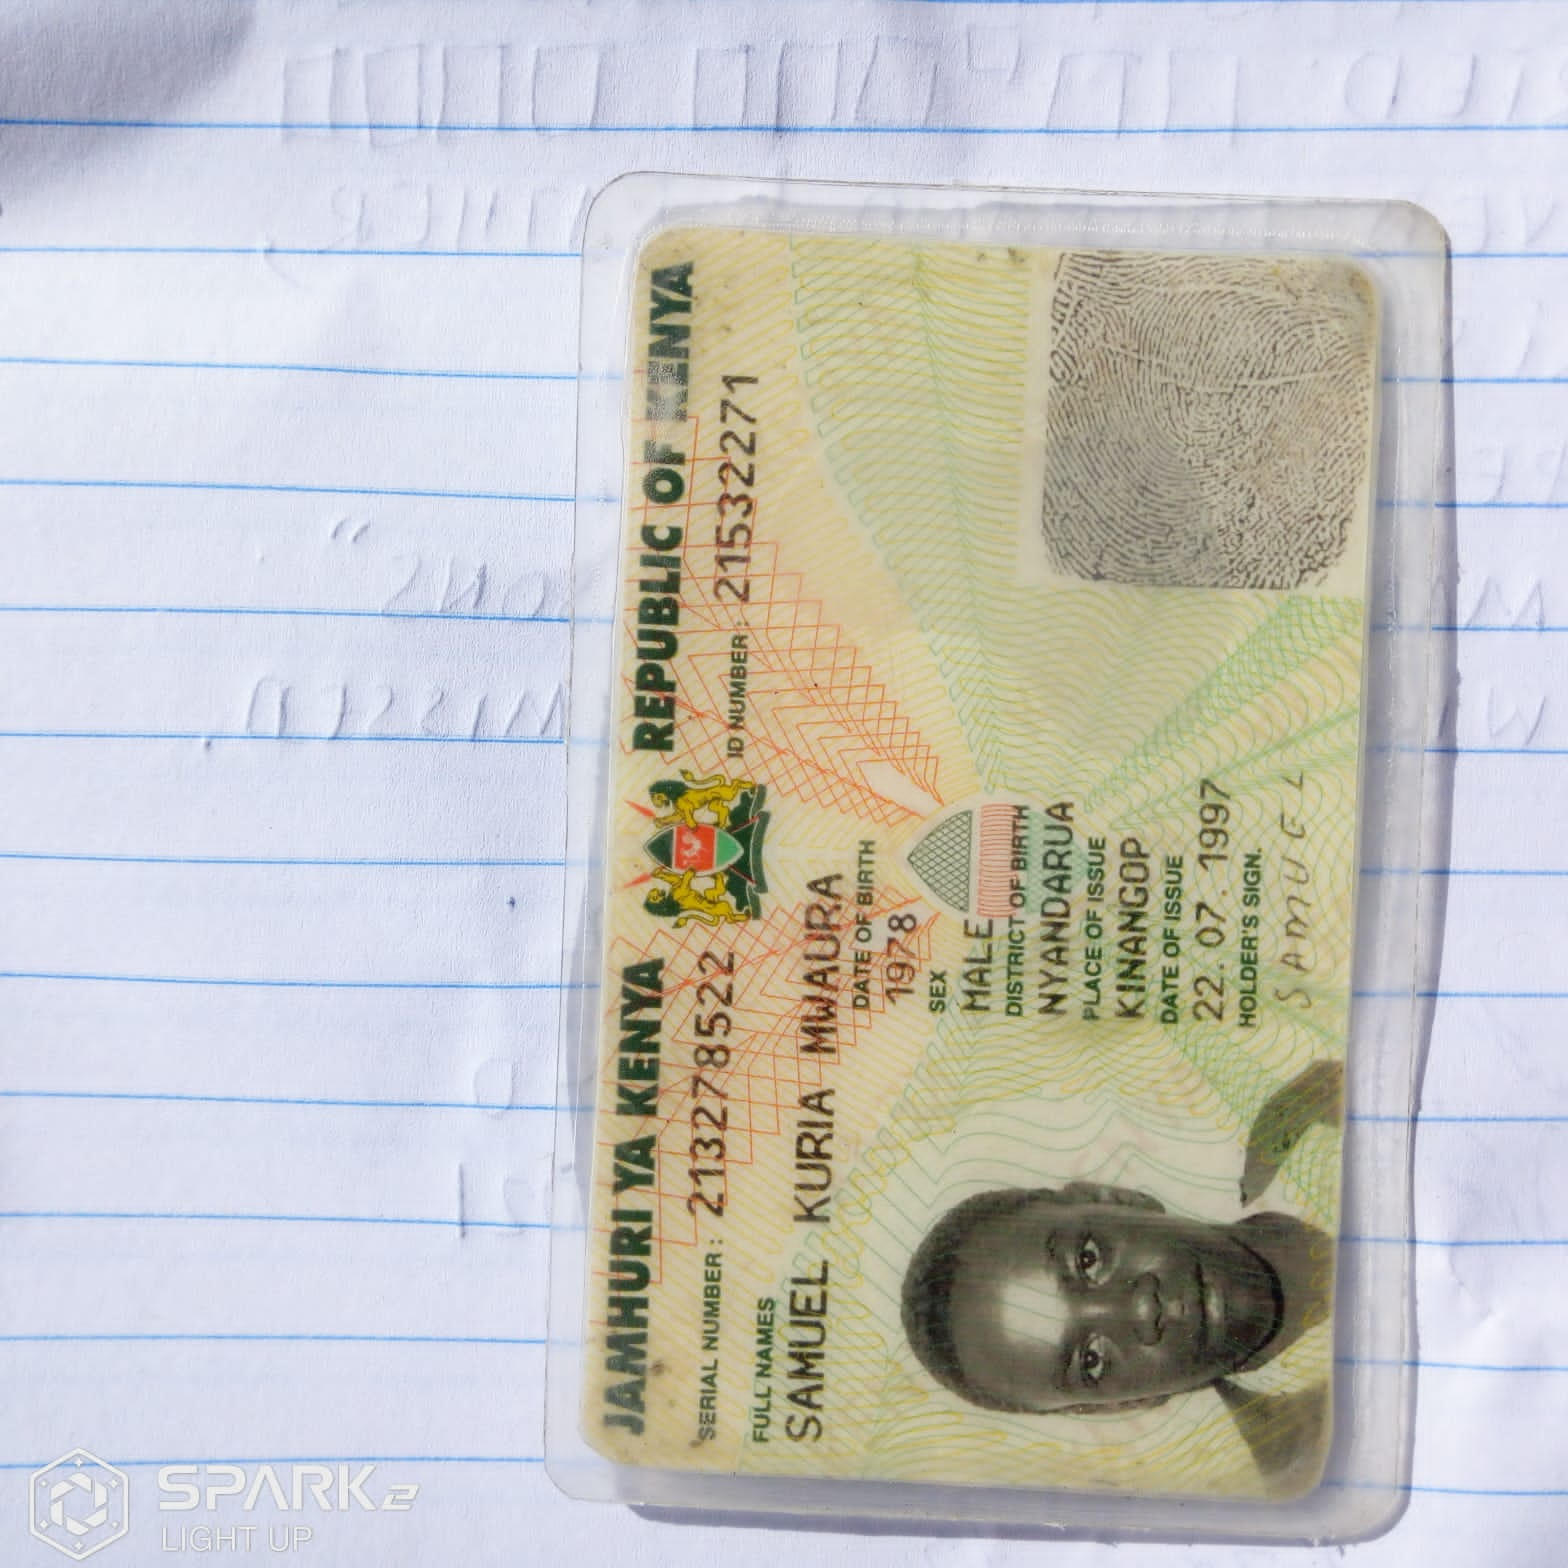 JAMHURI YA KENYA REPUBLIC OF KENYA
SERIAL NUMBER : 213278522 ID NUMBER : 21532271
FULL NAMES
SAMUEL KURIA MWAURA
DATE OF BIRTH
1978
SEX
MALE
DISTRICT OF BIRTH
NYANDARUA
PLACE OF ISSUE
KINANGOP
DATE OF ISSUE
22. 07. 1997
HOLDER'S SIGN.
SAMUEL
SPARK 2
LIGHT UP